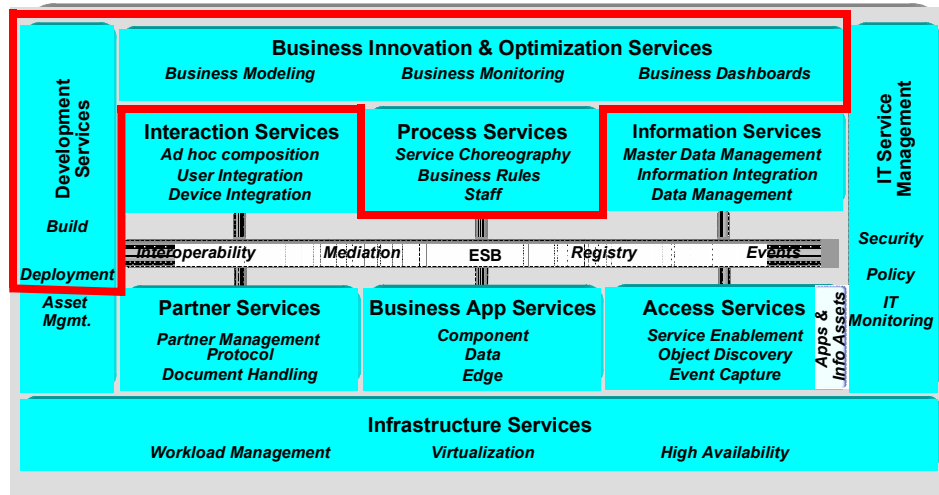 Business Innovation & Optimization Services
Business Modeling
Business Monitoring
Business Dashboards
Development
Services
Build
Deployment
Asset
Mgmt.
Interaction Services
Ad hoc composition
User Integration
Device Integration
Process Services
Service Choreography
Business Rules
Staff
Information Services
Master Data Management
Information Integration
Data Management
IT Service
Management
Security
Policy
IT
Monitoring
Interoperability
Mediation
ESB
Registry
Events
Partner Services
Partner Management
Protocol
Document Handling
Business App Services
Component
Data
Edge
Access Services
Service Enablement
Object Discovery
Event Capture
Apps &
Info Assets
Infrastructure Services
Workload Management
Virtualization
High Availability